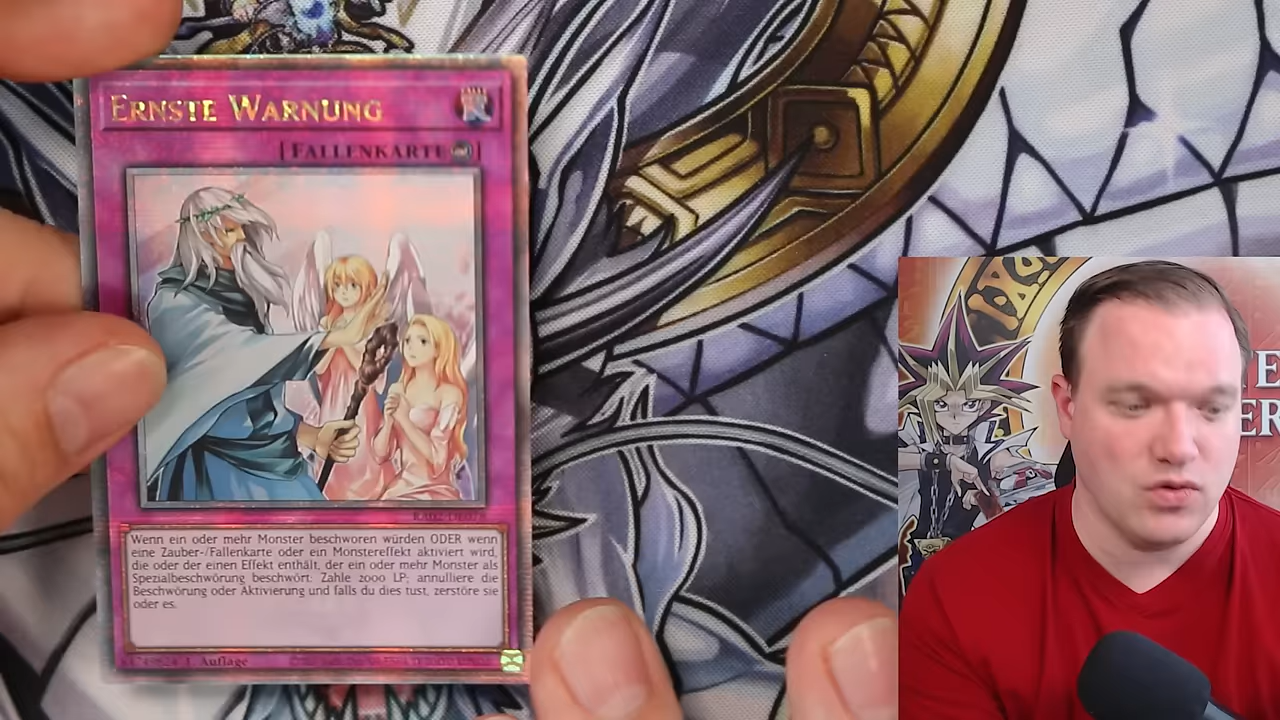 ERNSTE WARNUNG
[FALLENKARTE]
Wenn ein oder mehr Monster beschworen würden ODER wenn
eine Zauber-/Fallenkarte oder ein Monstereffekt aktiviert wird,
die oder der einen Effekt enthält, der ein oder mehr Monster als
Spezialbeschwörung beschwört: Zahle 2000 LP; annulliere die
Beschwörung oder Aktivierung und falls du dies tust, zerstöre sie
oder es.
1. Auflage